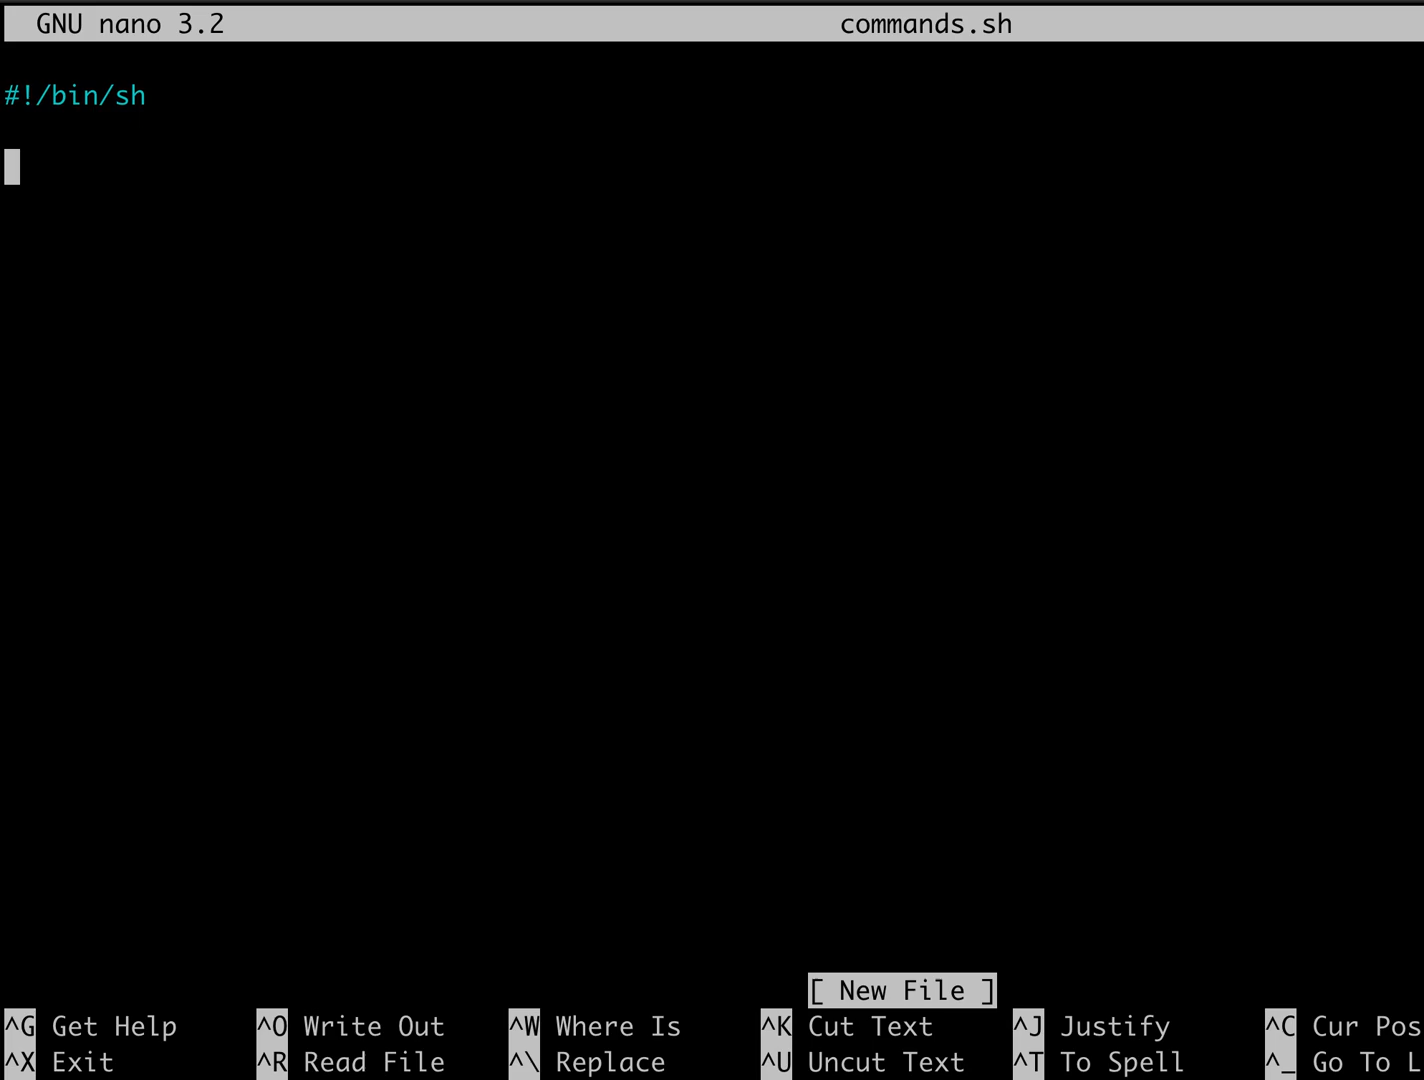 GNU nano 3.2 commands.sh
#!/bin/sh
[ New File ]
^G Get Help ^O Write Out ^W Where Is ^K Cut Text ^J Justify ^C Cur Pos
^X Exit ^R Read File ^\ Replace ^U Uncut Text ^T To Spell ^_ Go To L